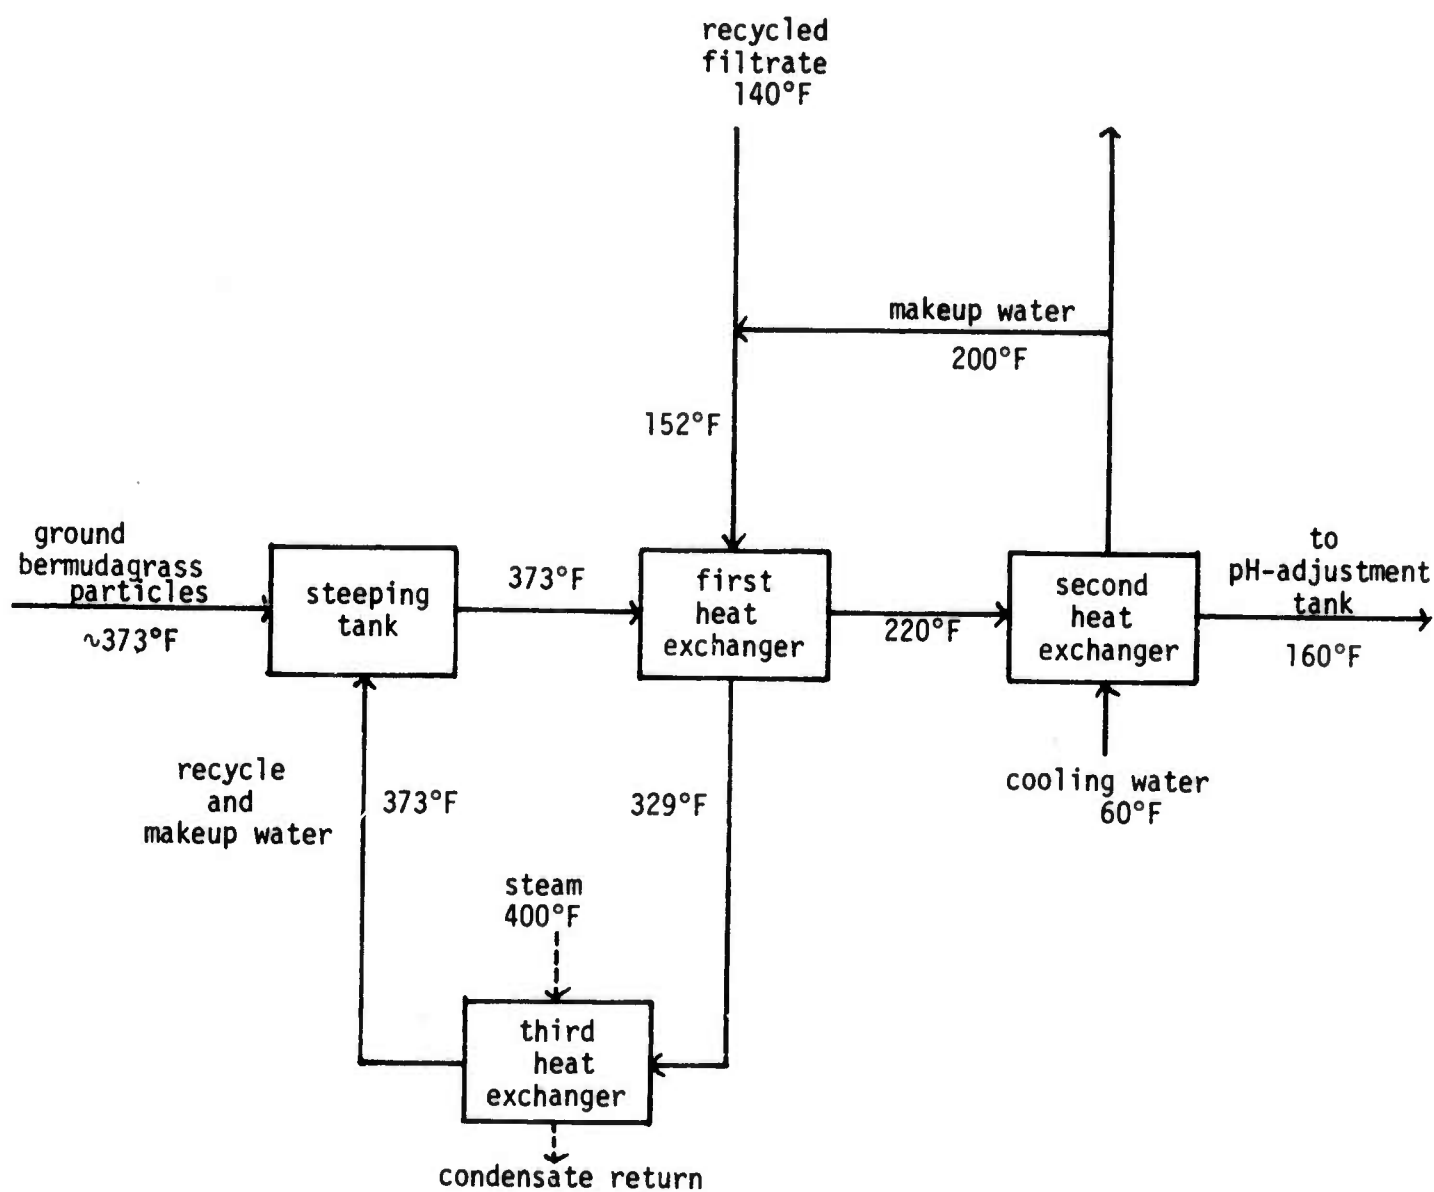 recycled
filtrate
140°F
makeup water
200°F
152°F
ground
bermudagrass
particles
~373°F
steeping
tank
373°F
first
heat
exchanger
220°F
second
heat
exchanger
to
pH-adjustment
tank
160°F
recycle
and
makeup water
373°F
329°F
cooling water
60°F
steam
400°F
third
heat
exchanger
condensate return